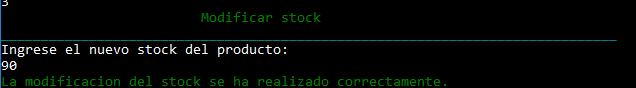 3
Modificar stock
Ingrese el nuevo stock del producto:
90
La modificacion del stock se ha realizado correctamente.